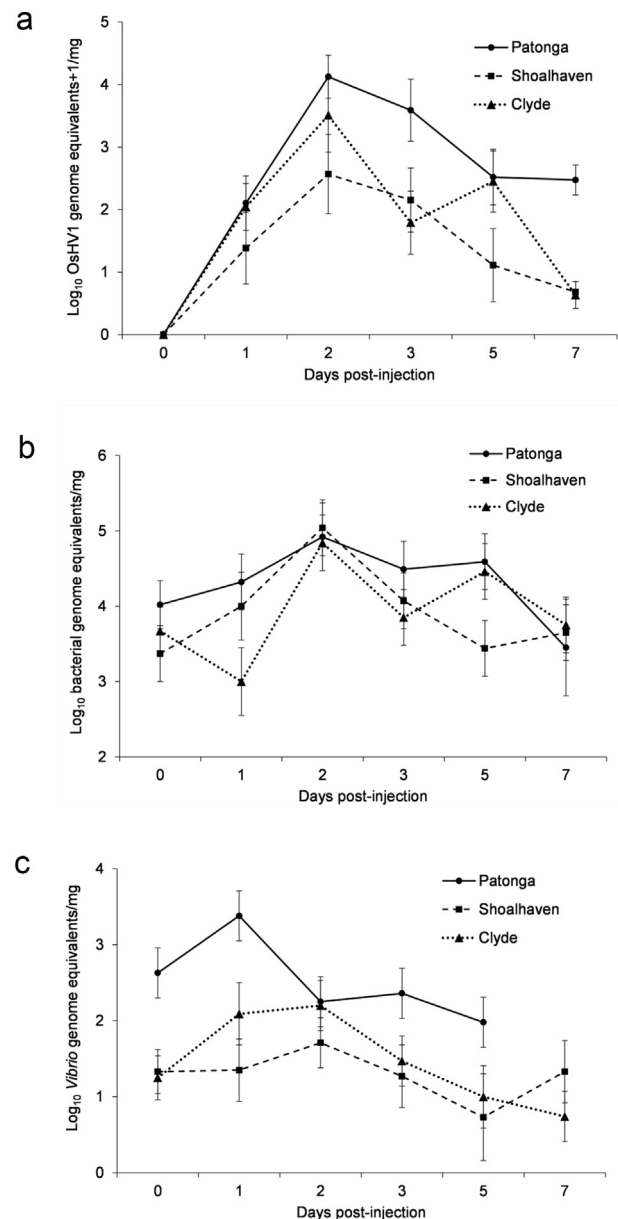 a
Log₁₀ OsHV1 genome equivalents+1/mg
5
4
3
2
1
0
Patonga
Shoalhaven
Clyde
0 1 2 3 5 7
Days post-injection
b
Log₁₀ bacterial genome equivalents/mg
6
5
4
3
2
Patonga
Shoalhaven
Clyde
0 1 2 3 5 7
Days post-injection
c
Log₁₀ Vibrio genome equivalents/mg
4
3
2
1
0
Patonga
Shoalhaven
Clyde
0 1 2 3 5 7
Days post-injection